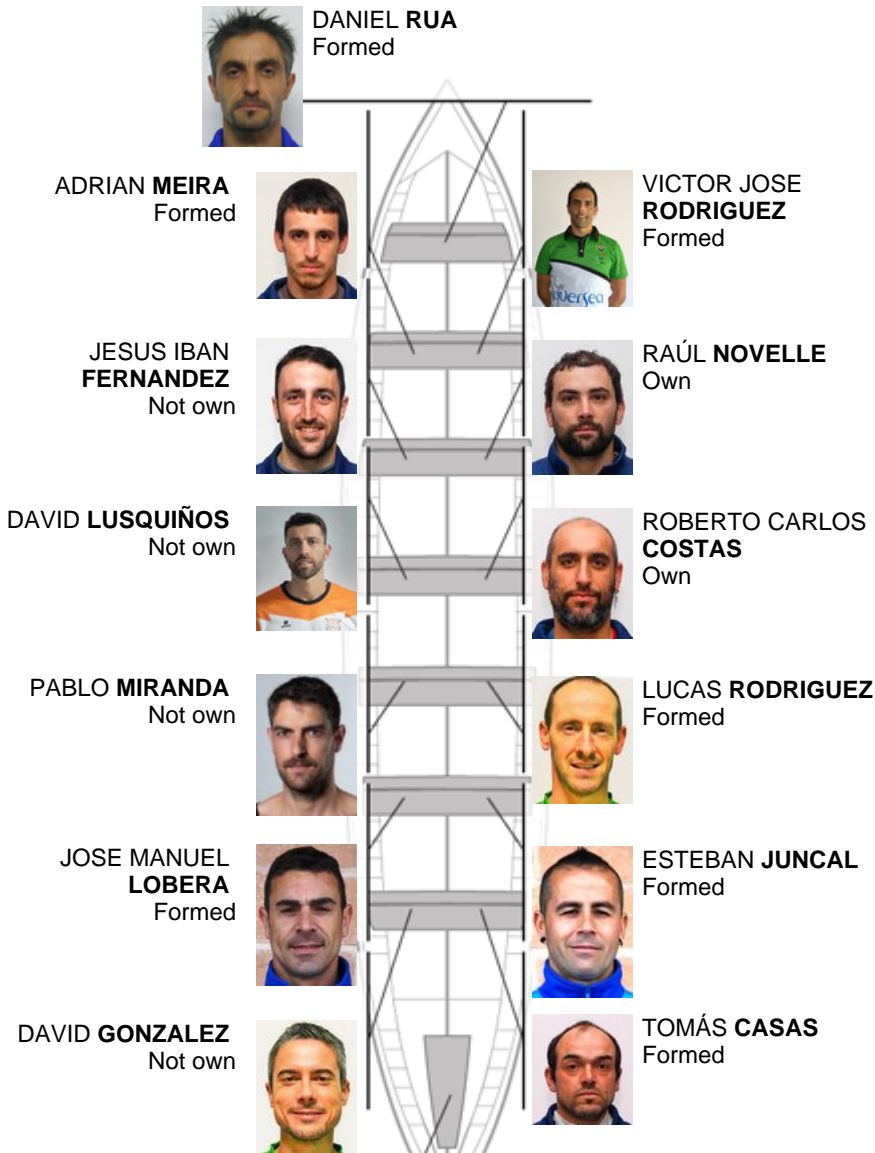 DANIEL RUA
Formed
ADRIAN MEIRA
Formed
VICTOR JOSE
RODRIGUEZ
Formed
JESUS IBAN
FERNANDEZ
Not own
RAÚL NOVELLE
Own
DAVID LUSQUIÑOS
Not own
ROBERTO CARLOS
COSTAS
Own
PABLO MIRANDA
Not own
LUCAS RODRIGUEZ
Formed
JOSE MANUEL
LOBERA
Formed
ESTEBAN JUNCAL
Formed
DAVID GONZALEZ
Not own
TOMÁS CASAS
Formed